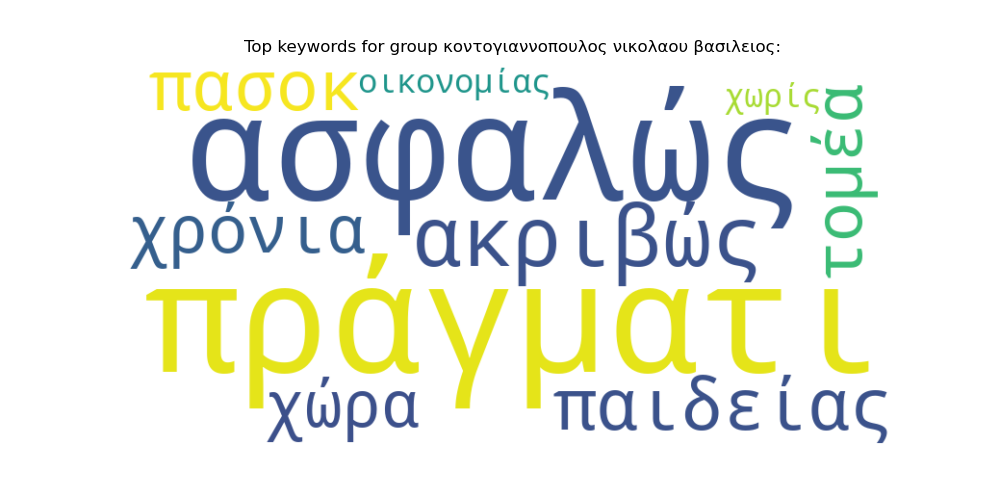 Top keywords for group κοντογιαννοπουλος νικολαου βασιλειος:
πασοκ
οικονομίας
χωρίς
ασφαλώς
τομέα
χρόνια
ακριβώς
πράγματι
χώρα
παιδείας